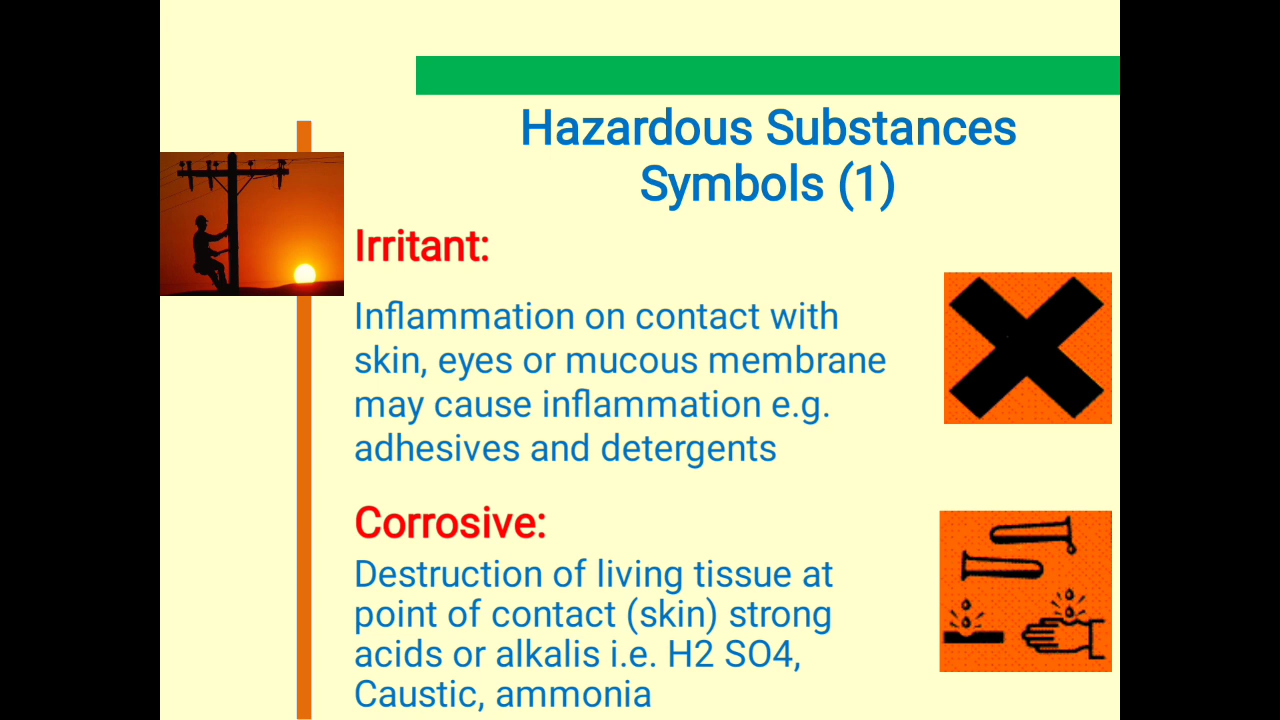 Hazardous Substances
Symbols (1)
Irritant:
Inflammation on contact with
skin, eyes or mucous membrane
may cause inflammation e.g.
adhesives and detergents
Corrosive:
Destruction of living tissue at
point of contact (skin) strong
acids or alkalis i.e. H2 SO4,
Caustic, ammonia